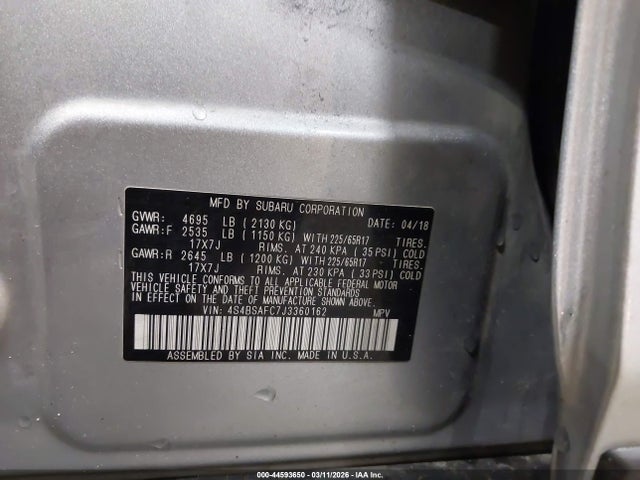 MFD BY SUBARU CORPORATION
GVWR: 4695 LB ( 2130 KG) DATE: 04/18
GAWR:F 2535 LB ( 1150 KG) WITH 225/65R17 TIRES.
17X7J RIMS. AT 240 KPA ( 35 PSI) COLD
GAWR:R 2645 LB ( 1200 KG) WITH 225/65R17 TIRES.
17X7J RIMS. AT 230 KPA ( 33 PSI) COLD
THIS VEHICLE CONFORMS TO ALL APPLICABLE FEDERAL MOTOR
VEHICLE SAFETY AND BUMPER STANDARDS
IN EFFECT ON THE DATE OF MANUFACTURE SHOWN ABOVE.
VIN: 4S4BSAFC7J3360162 MPV
ASSEMBLED BY SIA INC. MADE IN U.S.A.
000-44593650 - 03/11/2026 - IAA Inc.